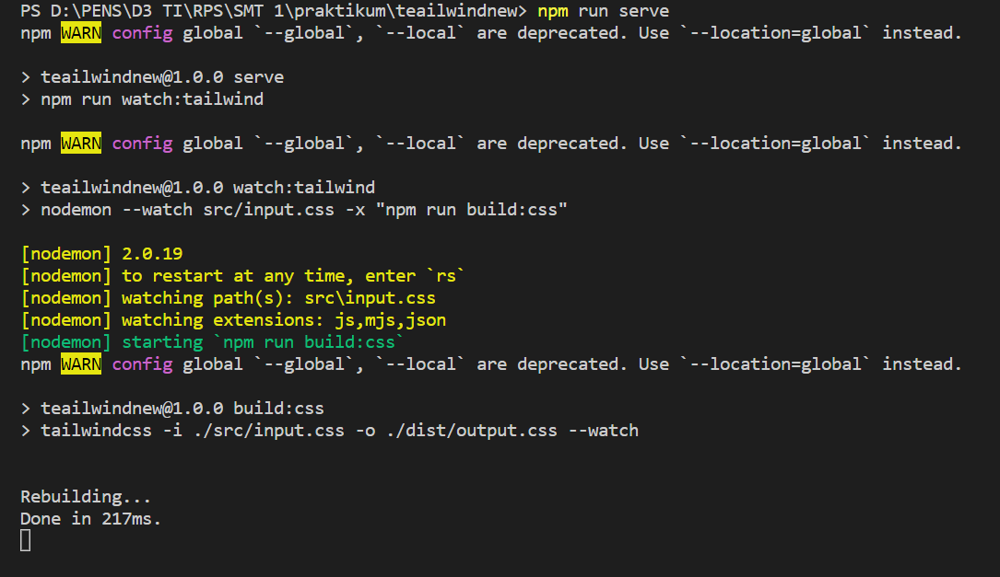 PS D:\PENS\D3 TI\RPS\SMT 1\praktikum\teailwindnew> npm run serve
npm WARN config global `--global`, `--local` are deprecated. Use `--location=global` instead.
> teailwindnew@1.0.0 serve
> npm run watch:tailwind
npm WARN config global `--global`, `--local` are deprecated. Use `--location=global` instead.
> teailwindnew@1.0.0 watch:tailwind
> nodemon --watch src/input.css -x "npm run build:css"
[nodemon] 2.0.19
[nodemon] to restart at any time, enter `rs`
[nodemon] watching path(s): src\input.css
[nodemon] watching extensions: js,mjs,json
[nodemon] starting `npm run build:css`
npm WARN config global `--global`, `--local` are deprecated. Use `--location=global` instead.
> teailwindnew@1.0.0 build:css
> tailwindcss -i ./src/input.css -o ./dist/output.css --watch
Rebuilding...
Done in 217ms.